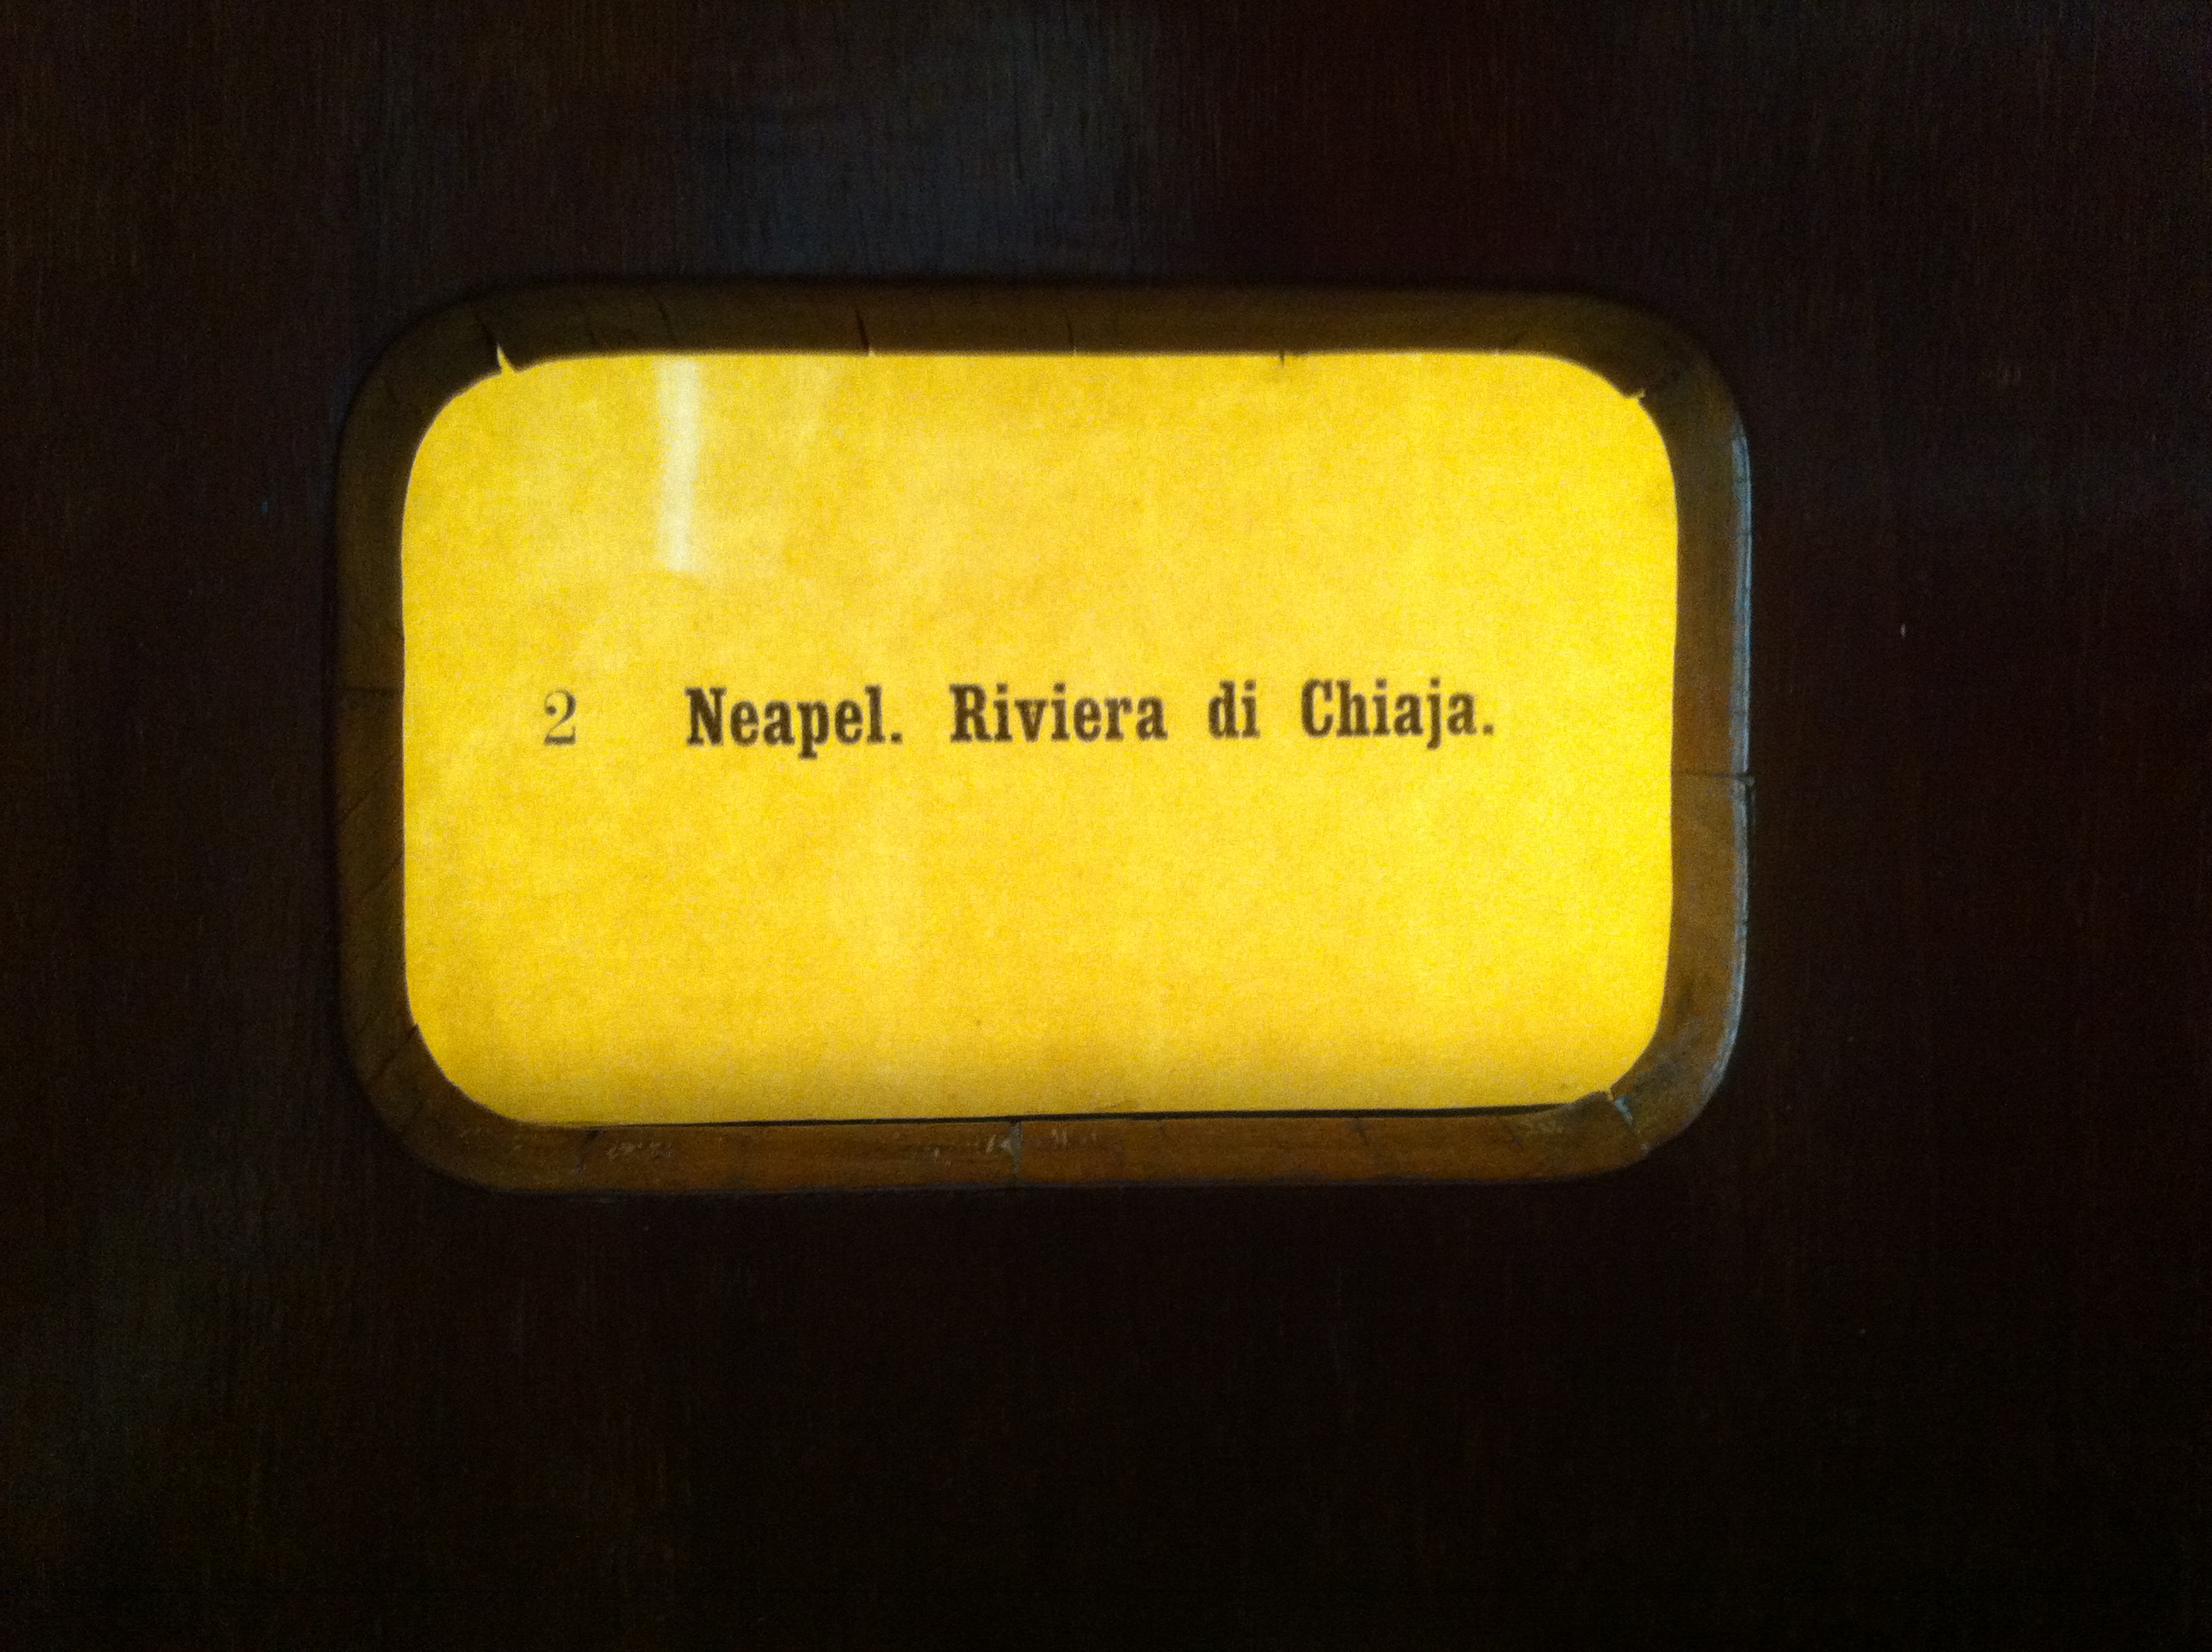 2 Neapel. Riviera di Chiaja.